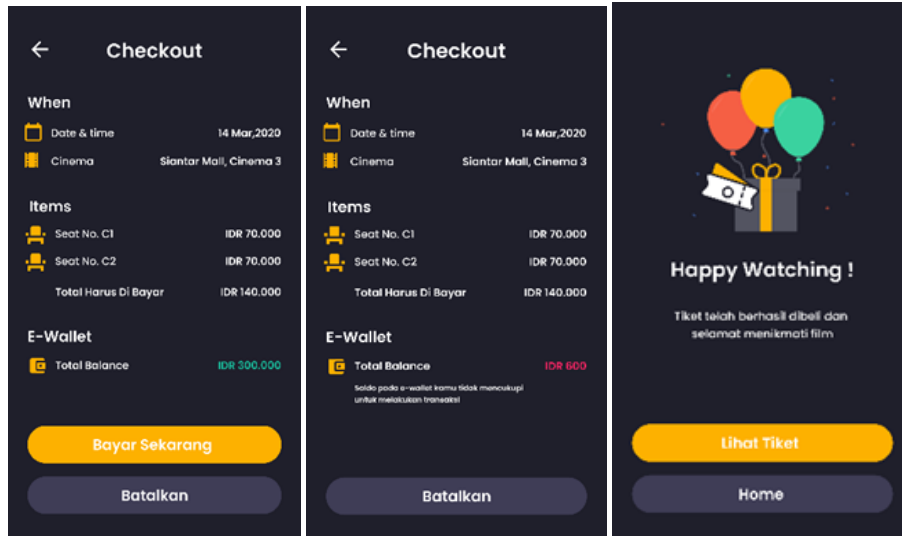 Checkout
When
Date & time 14 Mar,2020
Cinema Siantar Mall, Cinema 3
Items
Seat No. C1 IDR 70.000
Seat No. C2 IDR 70.000
Total Harus Di Bayar IDR 140.000
E-Wallet
Total Balance IDR 300.000
Bayar Sekarang
Batalkan
Checkout
When
Date & time 14 Mar,2020
Cinema Siantar Mall, Cinema 3
Items
Seat No. C1 IDR 70.000
Seat No. C2 IDR 70.000
Total Harus Di Bayar IDR 140.000
E-Wallet
Total Balance IDR 600
Saldo pada e-wallet kamu tidak mencukupi
untuk melakukan transaksi
Batalkan
Happy Watching !
Tiket telah berhasil dibeli dan
selamat menikmati film
Lihat Tiket
Home